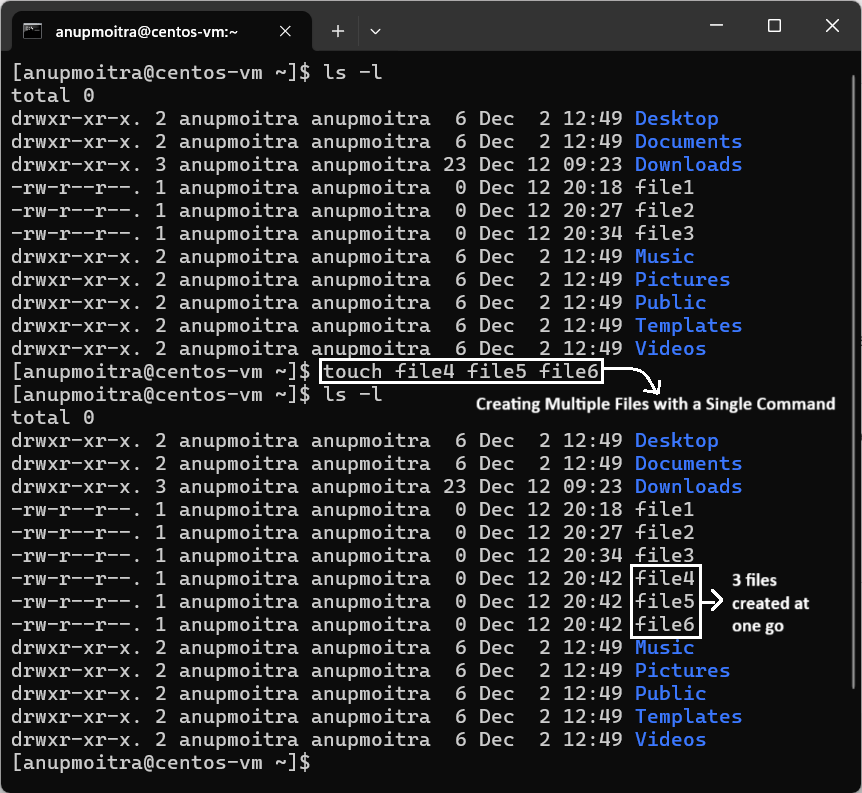 anupmoitra@centos-vm:~
[anupmoitra@centos-vm ~]$ ls -l
total 0
drwxr-xr-x. 2 anupmoitra anupmoitra  6 Dec  2 12:49 Desktop
drwxr-xr-x. 2 anupmoitra anupmoitra  6 Dec  2 12:49 Documents
drwxr-xr-x. 3 anupmoitra anupmoitra 23 Dec 12 09:23 Downloads
-rw-r--r--. 1 anupmoitra anupmoitra  0 Dec 12 20:18 file1
-rw-r--r--. 1 anupmoitra anupmoitra  0 Dec 12 20:27 file2
-rw-r--r--. 1 anupmoitra anupmoitra  0 Dec 12 20:34 file3
drwxr-xr-x. 2 anupmoitra anupmoitra  6 Dec  2 12:49 Music
drwxr-xr-x. 2 anupmoitra anupmoitra  6 Dec  2 12:49 Pictures
drwxr-xr-x. 2 anupmoitra anupmoitra  6 Dec  2 12:49 Public
drwxr-xr-x. 2 anupmoitra anupmoitra  6 Dec  2 12:49 Templates
drwxr-xr-x. 2 anupmoitra anupmoitra  6 Dec  2 12:49 Videos
[anupmoitra@centos-vm ~]$ touch file4 file5 file6
[anupmoitra@centos-vm ~]$ ls -l
Creating Multiple Files with a Single Command
total 0
drwxr-xr-x. 2 anupmoitra anupmoitra  6 Dec  2 12:49 Desktop
drwxr-xr-x. 2 anupmoitra anupmoitra  6 Dec  2 12:49 Documents
drwxr-xr-x. 3 anupmoitra anupmoitra 23 Dec 12 09:23 Downloads
-rw-r--r--. 1 anupmoitra anupmoitra  0 Dec 12 20:18 file1
-rw-r--r--. 1 anupmoitra anupmoitra  0 Dec 12 20:27 file2
-rw-r--r--. 1 anupmoitra anupmoitra  0 Dec 12 20:34 file3
-rw-r--r--. 1 anupmoitra anupmoitra  0 Dec 12 20:42 file4
-rw-r--r--. 1 anupmoitra anupmoitra  0 Dec 12 20:42 file5
-rw-r--r--. 1 anupmoitra anupmoitra  0 Dec 12 20:42 file6
3 files
created at
one go
drwxr-xr-x. 2 anupmoitra anupmoitra  6 Dec  2 12:49 Music
drwxr-xr-x. 2 anupmoitra anupmoitra  6 Dec  2 12:49 Pictures
drwxr-xr-x. 2 anupmoitra anupmoitra  6 Dec  2 12:49 Public
drwxr-xr-x. 2 anupmoitra anupmoitra  6 Dec  2 12:49 Templates
drwxr-xr-x. 2 anupmoitra anupmoitra  6 Dec  2 12:49 Videos
[anupmoitra@centos-vm ~]$